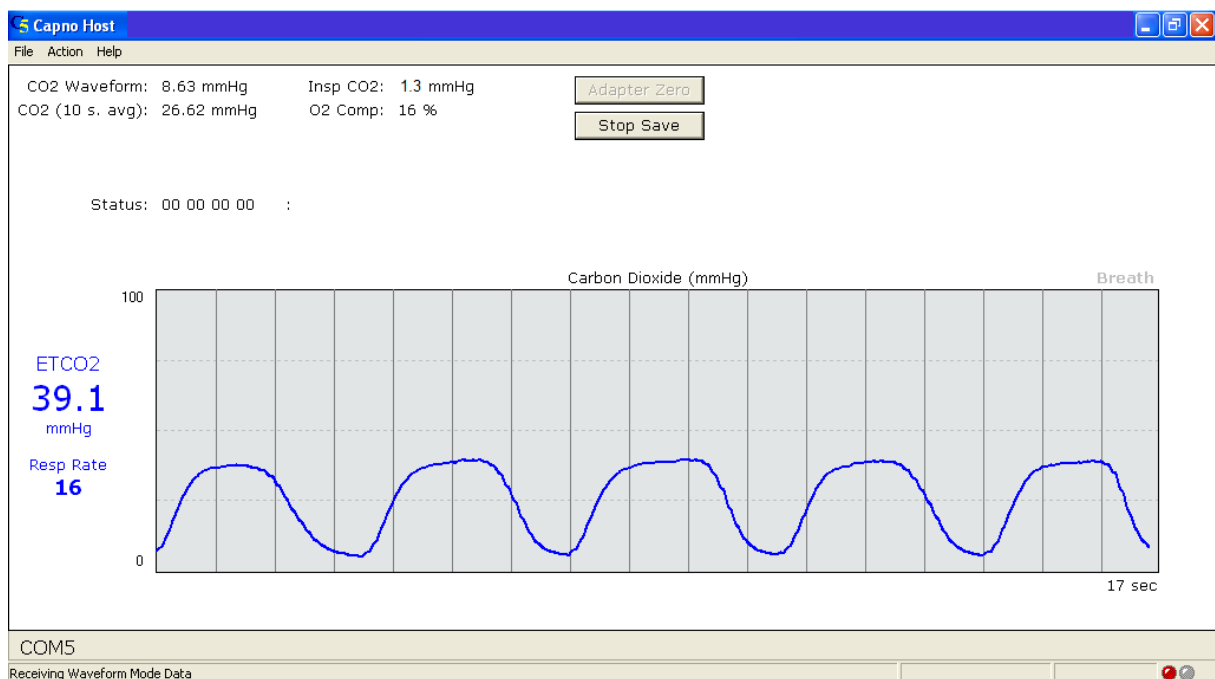 C5 Capno Host
File Action Help
CO2 Waveform: 8.63 mmHg Insp CO2: 1.3 mmHg Adapter Zero
CO2 (10 s. avg): 26.62 mmHg O2 Comp: 16 %
Stop Save
Status: 00 00 00 00 :
Carbon Dioxide (mmHg) Breath
100
ETCO2
39.1
mmHg
Resp Rate
16
0
17 sec
COM5
Receiving Waveform Mode Data